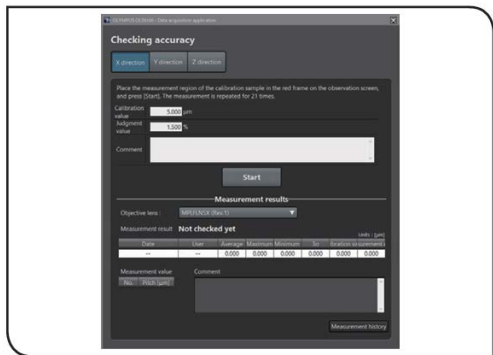 OLYMPUS OLS5100 - Data acquisition application
Checking accuracy
X direction Y direction Z direction
Place the measurement region of the calibration sample in the red frame on the observation screen,
and press [Start]. The measurement is repeated for 21 times.
Calibration value 5.000 μm
Judgment value 1.500 %
Comment
Start
Measurement results
Objective lens : MPLFLN5X (Rev.1)
Measurement result Not checked yet
Units : [μm]
Date User Average Maximum Minimum
--- --- 0.000 0.000 0.000 0.000 0.000 0.000
Measurement value Comment
No. Pitch [μm]
Measurement history